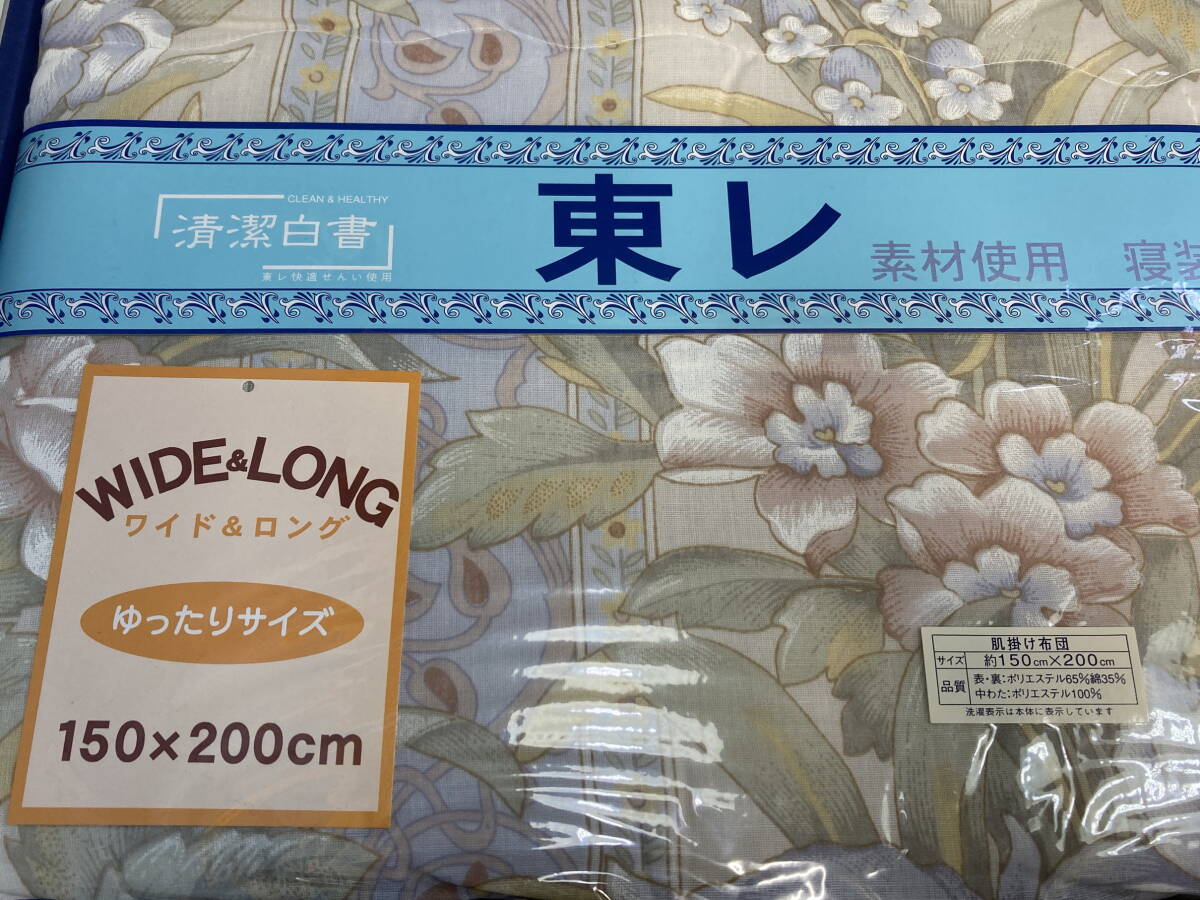 CLEAN & HEALTHY
清潔白書
東レ快適せんい使用
東レ
素材使用 寝装
WIDE&LONG
ワイド&ロング
ゆったりサイズ
150×200cm
肌掛け布団
サイズ 約150cm×200cm
品質 表・裏:ポリエステル65%綿35%
中わた:ポリエステル100%
洗濯表示は本体に表示しています